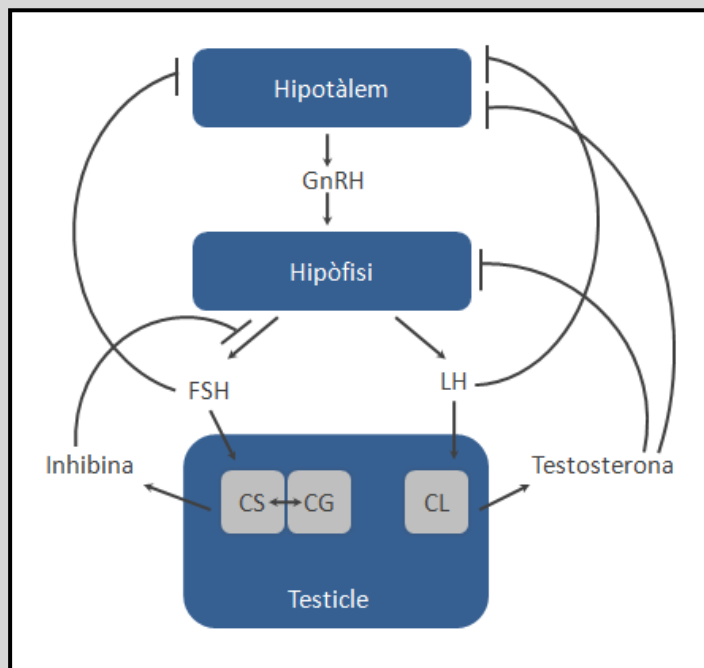 Hipotàlem
GnRH
Hipòfisi
FSH
LH
Inhibina
Testosterona
CS
CG
CL
Testicle